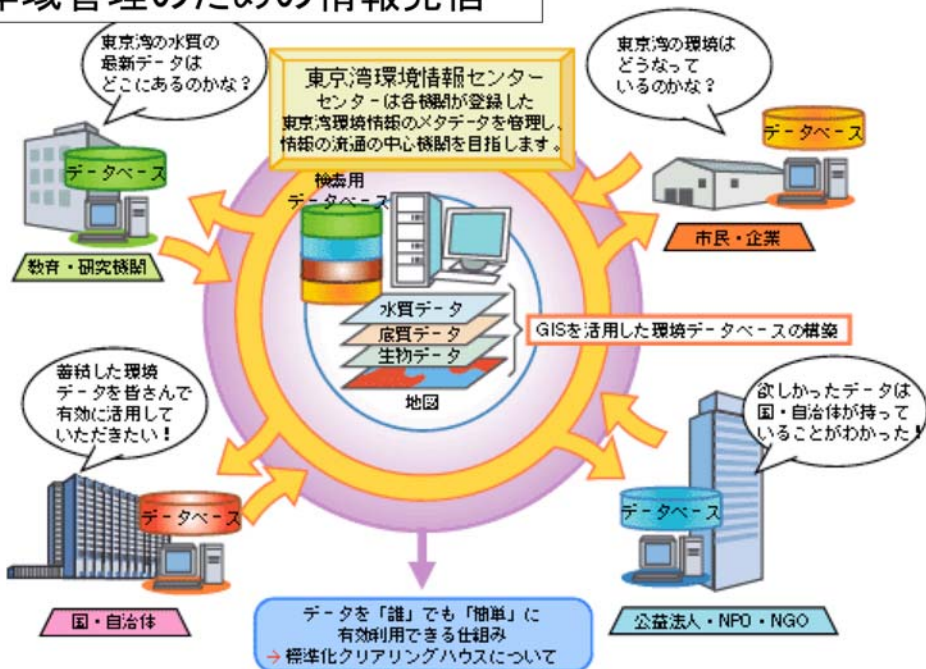 域管理のための情報発信
東京湾の水質の
最新データは
どこにあるのかな？
東京湾環境情報センター
センターは各機関が登録した
東京湾環境情報のメタデータを管理し、
情報の流通の中心機関を目指します。
東京湾の環境は
どうなって
いるのかな？
データベース
データベース
検索用
データベース
教育・研究機関
市民・企業
水質データ
底質データ
生物データ
地図
GISを活用した環境データベースの構築
蓄積した環境
データを皆さんで
有効に活用して
いただきたい！
欲しかったデータは
国・自治体が持って
いることがわかった！
データベース
データベース
国・自治体
データを「誰」でも「簡単」に
有効利用できる仕組み
→標準化クリアリングハウスについて
公益法人・NPO・NGO